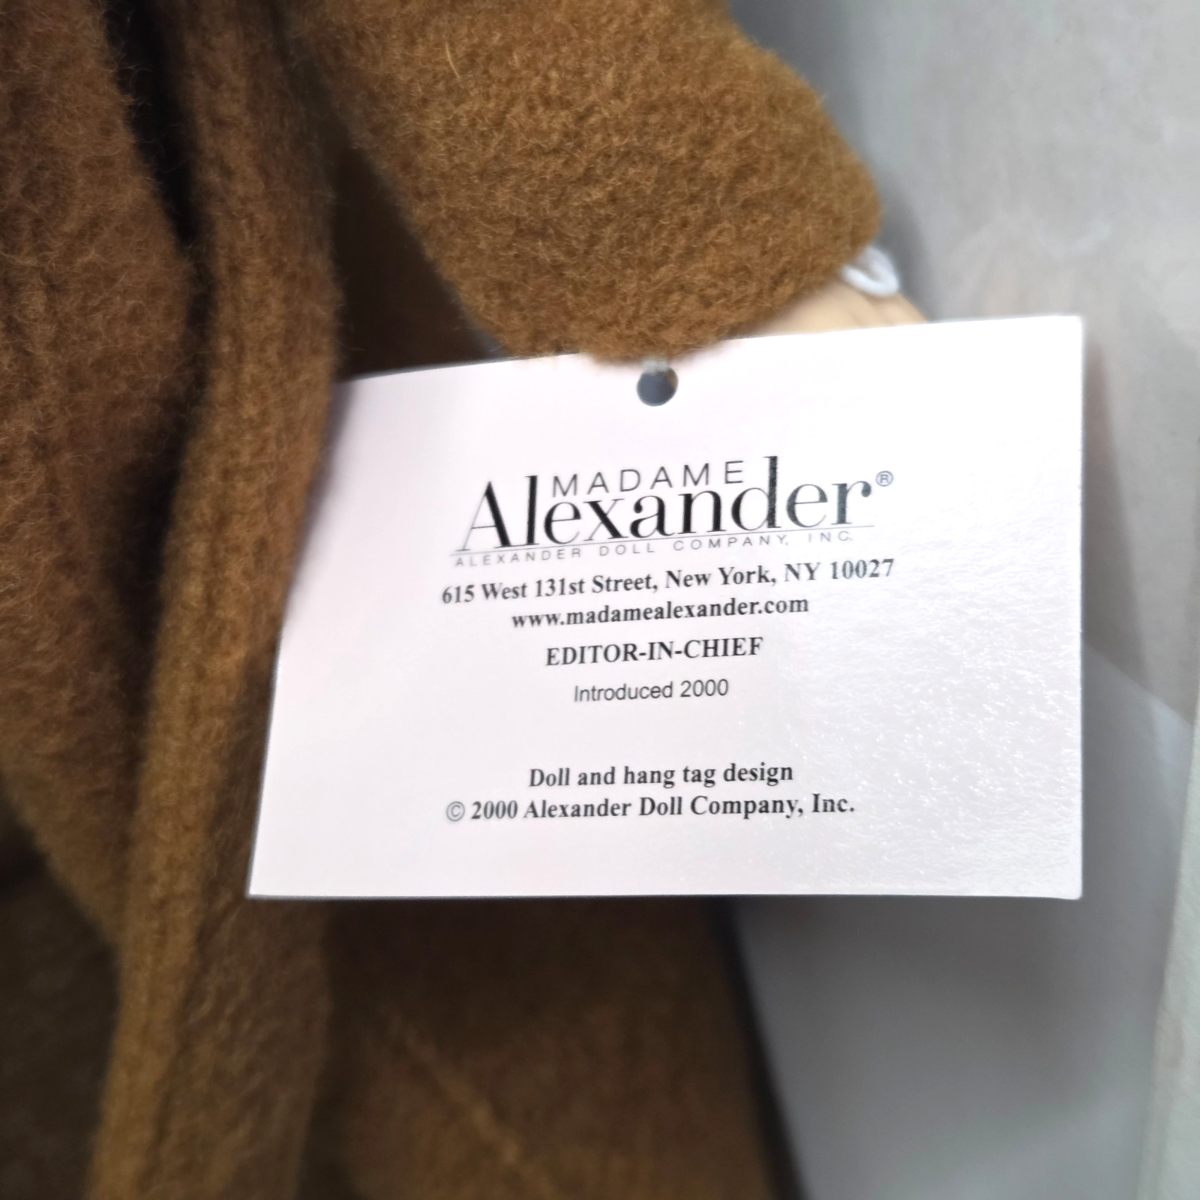 MADAME
Alexander®
ALEXANDER DOLL COMPANY, INC.
615 West 131st Street, New York, NY 10027
www.madamealexander.com
EDITOR-IN-CHIEF
Introduced 2000
Doll and hang tag design
© 2000 Alexander Doll Company, Inc.